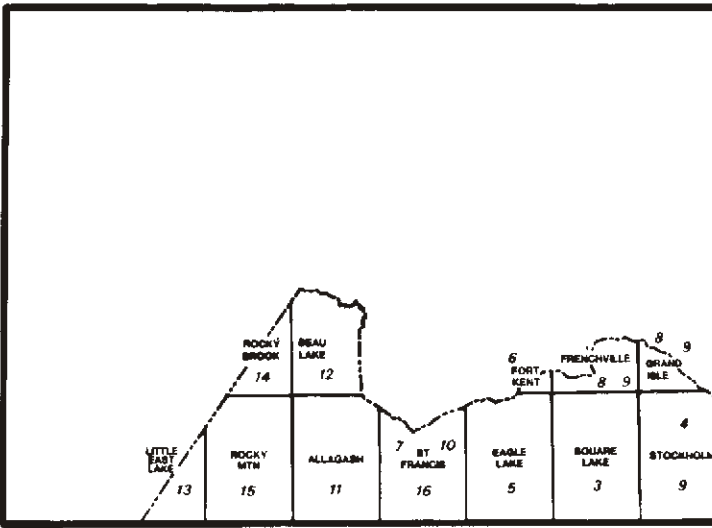 8
9
6
FRENCHVILLE
GRAND
ISLE
ROCKY
BROOK
BEAU
LAKE
FORT
KENT
14
12
8 9
4
LITTLE
EAST
LAKE
ROCKY
MTN
ALLAGASH
7 10
ST
FRANCIS
EAGLE
LAKE
SQUARE
LAKE
STOCKHOLM
13
15
11
16
5
3
9